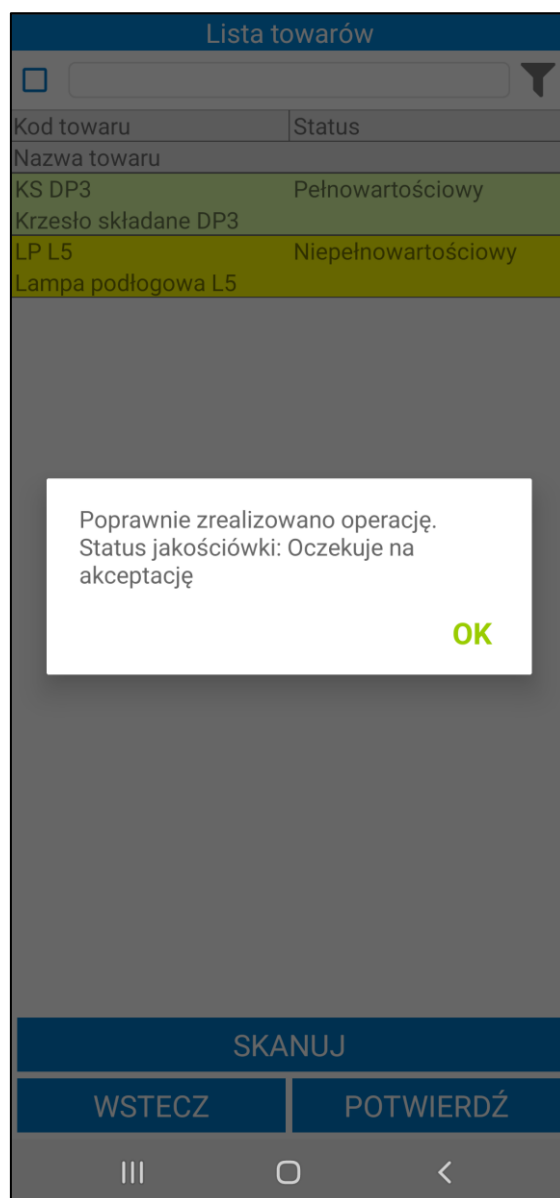 Lista towarów
Kod towaru Status
Nazwa towaru
KS DP3 Pełnowartościowy
Krzesło składane DP3
LP L5 Niepełnowartościowy
Lampa podłogowa L5
Poprawnie zrealizowano operację.
Status jakościówki: Oczekuje na
akceptację
OK
SKANUJ
WSTECZ POTWIERDŹ